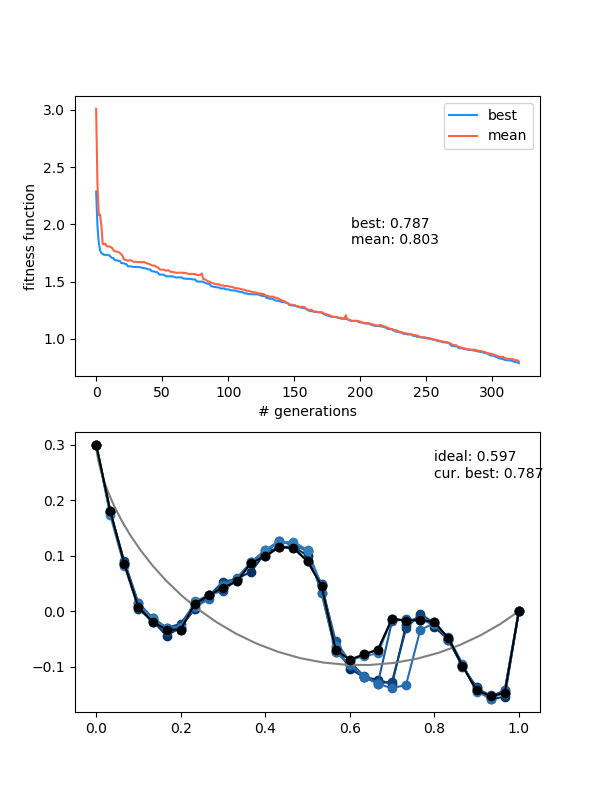 3.0
2.5
2.0
1.5
1.0
fitness function
best
mean
best: 0.787
mean: 0.803
0 50 100 150 200 250 300
# generations
0.3
0.2
0.1
0.0
−0.1
ideal: 0.597
cur. best: 0.787
0.0 0.2 0.4 0.6 0.8 1.0